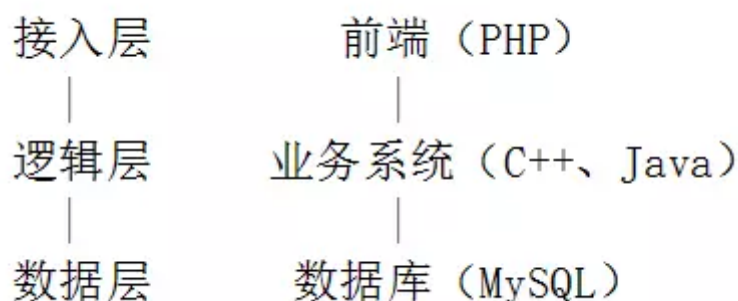 接入层 前端（PHP）
逻辑层 业务系统（C++、Java）
数据层 数据库（MySQL）